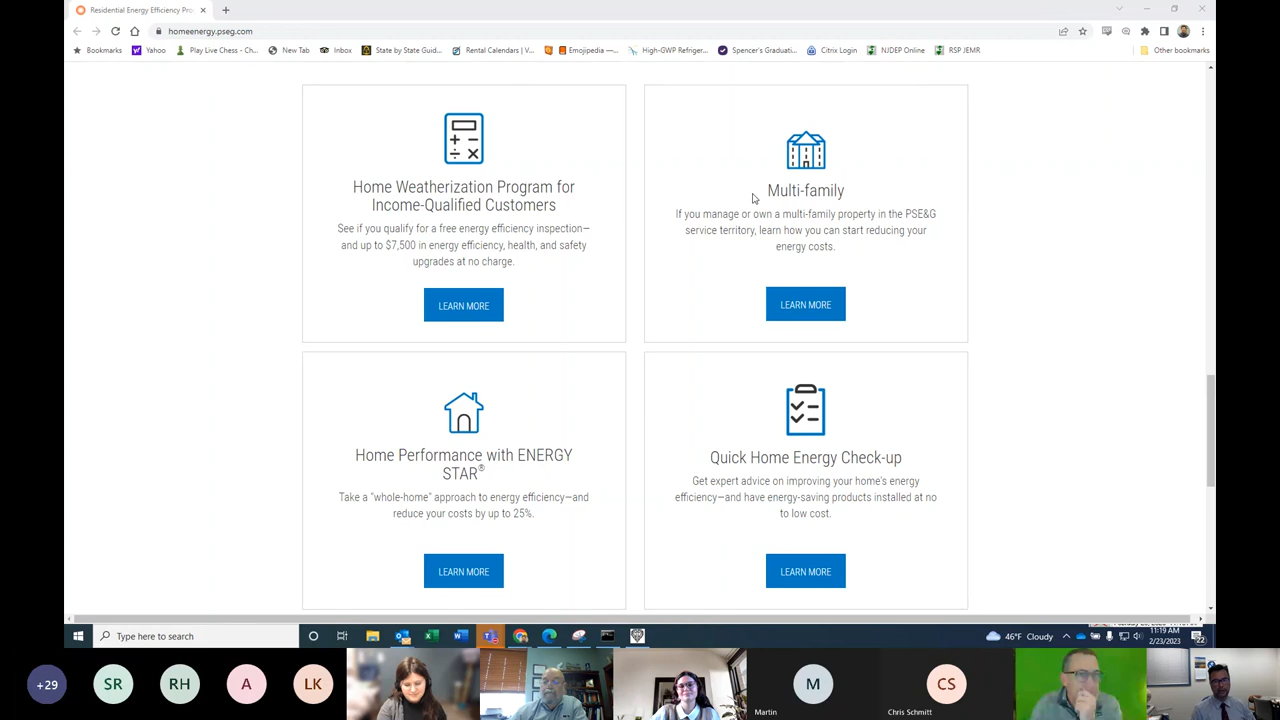 Residential Energy Efficiency Pro
homeenergy.pseg.com
Bookmarks Yahoo Play Live Chess - Ch... New Tab Inbox State by State Guid... Rental Calendars | V... Emojipedia —... High-GWP Refriger... Spencer's Graduati... Citrix Login NJDEP Online RSP JEMR Other bookmarks
Home Weatherization Program for
Income-Qualified Customers
See if you qualify for a free energy efficiency inspection—
and up to $7,500 in energy efficiency, health, and safety
upgrades at no charge.
LEARN MORE
Multi-family
If you manage or own a multi-family property in the PSE&G
service territory, learn how you can start reducing your
energy costs.
LEARN MORE
Home Performance with ENERGY
STAR®
Take a "whole-home" approach to energy efficiency—and
reduce your costs by up to 25%.
LEARN MORE
Quick Home Energy Check-up
Get expert advice on improving your home's energy
efficiency—and have energy-saving products installed at no
to low cost.
LEARN MORE
Type here to search
46°F Cloudy
11:19 AM
2/23/2023
22
+29 SR RH A LK M CS
Martin
Chris Schmitt